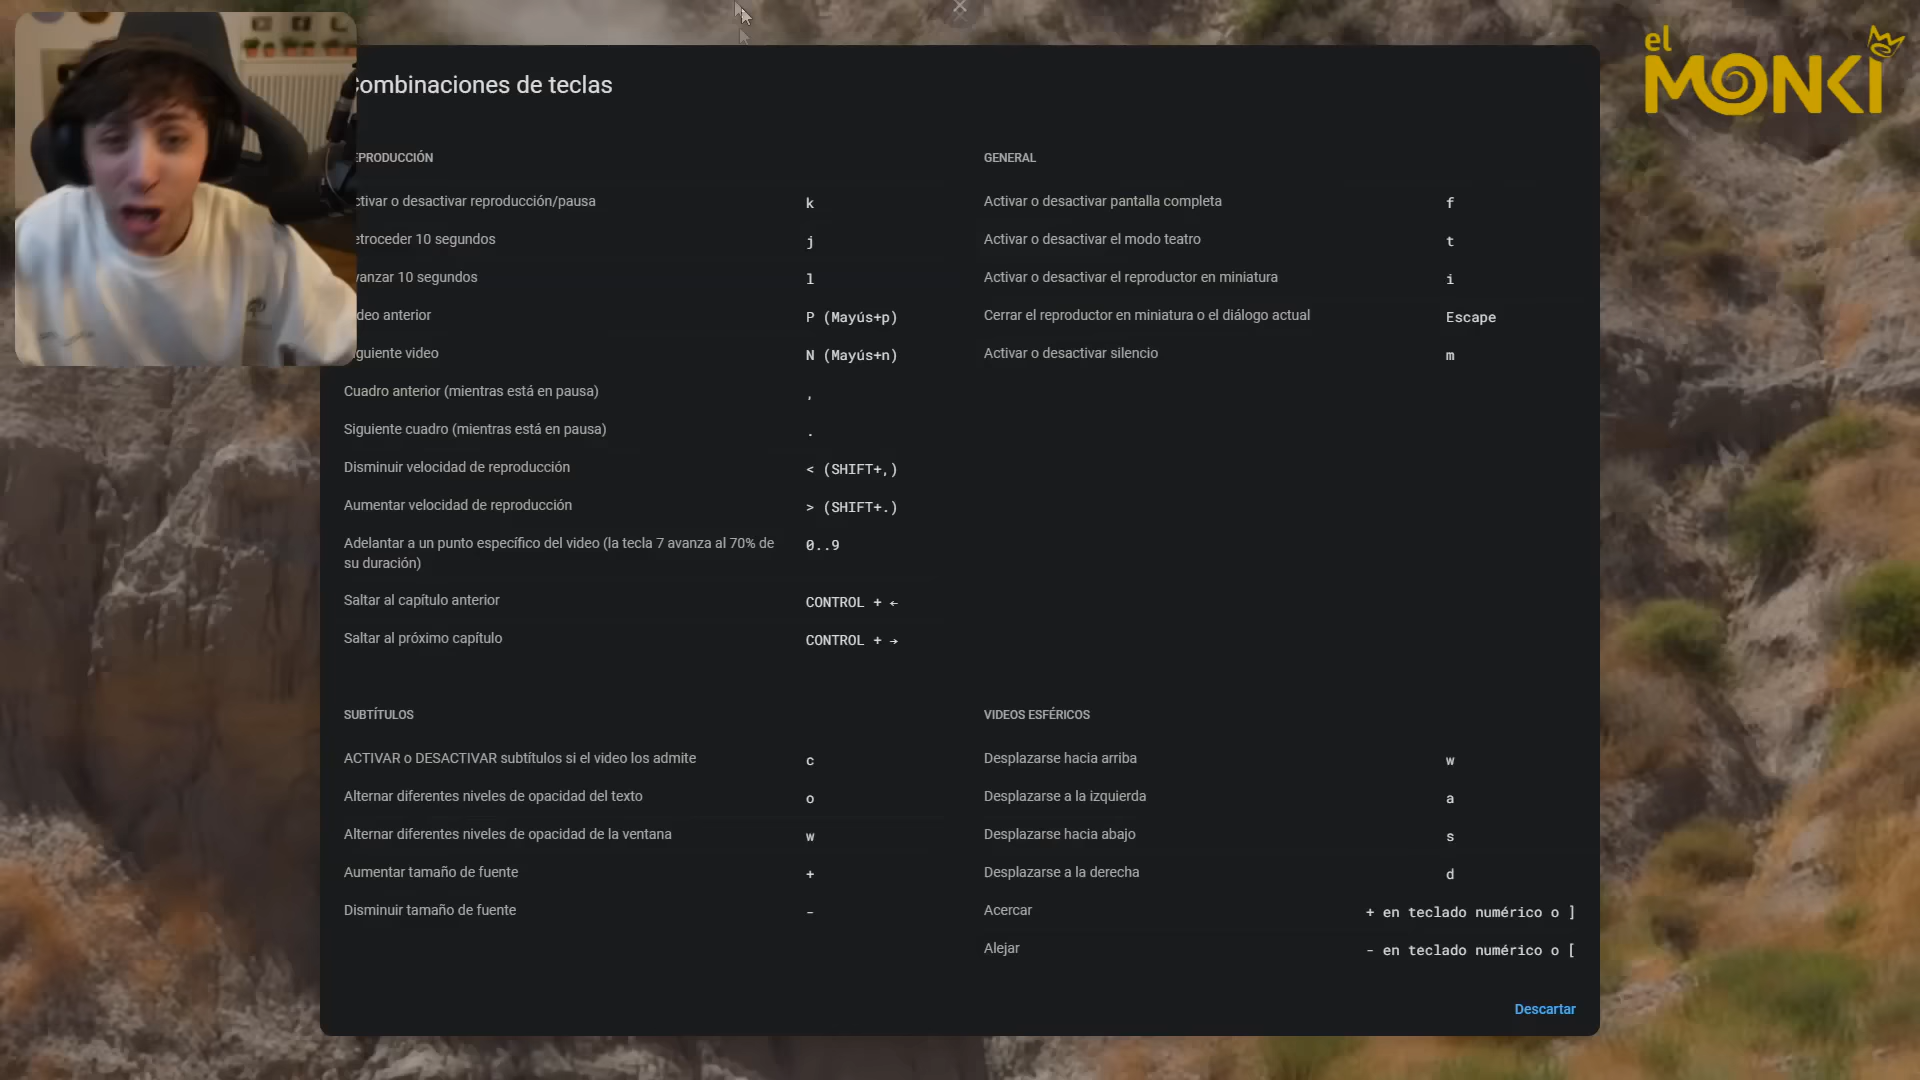 el
MONKI
ombinaciones de teclas
EPRODUCCIÓN
ctivar o desactivar reproducción/pausa k
etroceder 10 segundos j
vanzar 10 segundos l
deo anterior P (Mayús+p)
guiente video N (Mayús+n)
Cuadro anterior (mientras está en pausa) ,
Siguiente cuadro (mientras está en pausa) .
Disminuir velocidad de reproducción < (SHIFT+,)
Aumentar velocidad de reproducción > (SHIFT+.)
Adelantar a un punto específico del video (la tecla 7 avanza al 70% de 0..9
su duración)
Saltar al capítulo anterior CONTROL + ←
Saltar al próximo capítulo CONTROL + →
GENERAL
Activar o desactivar pantalla completa f
Activar o desactivar el modo teatro t
Activar o desactivar el reproductor en miniatura i
Cerrar el reproductor en miniatura o el diálogo actual Escape
Activar o desactivar silencio m
SUBTÍTULOS
ACTIVAR o DESACTIVAR subtítulos si el video los admite c
Alternar diferentes niveles de opacidad del texto o
Alternar diferentes niveles de opacidad de la ventana w
Aumentar tamaño de fuente +
Disminuir tamaño de fuente -
VIDEOS ESFÉRICOS
Desplazarse hacia arriba w
Desplazarse a la izquierda a
Desplazarse hacia abajo s
Desplazarse a la derecha d
Acercar + en teclado numérico o ]
Alejar - en teclado numérico o [
Descartar